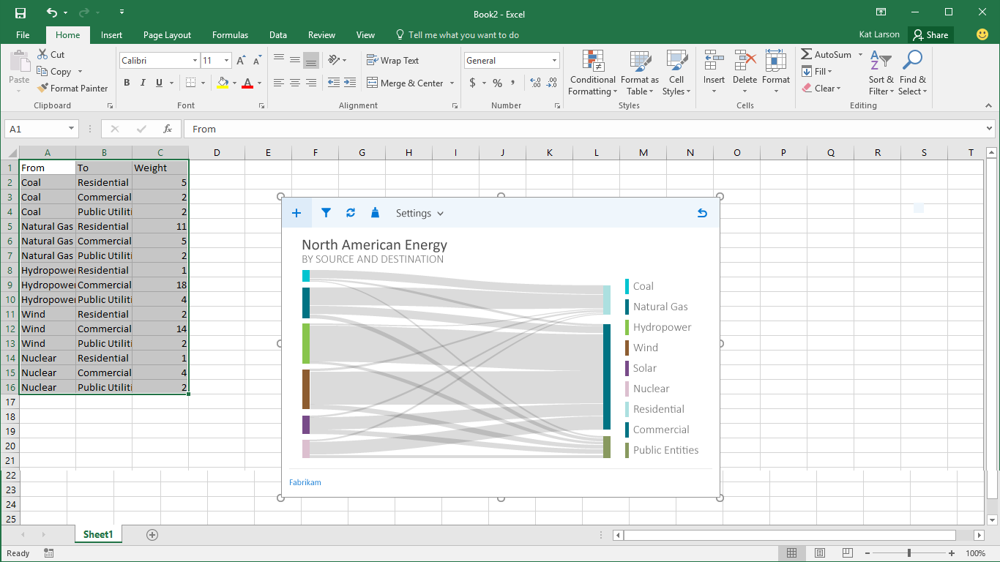 Book2 - Excel
File Home Insert Page Layout Formulas Data Review View Tell me what you want to do Kat Larson Share
Cut
Copy
Paste
Format Painter
Clipboard
Calibri 11
B I U A
Font
Wrap Text
Merge & Center
Alignment
General
$ % ,
Number
Conditional Formatting
Format as Table
Cell Styles
Styles
Insert Delete Format
Cells
AutoSum
Fill
Clear
Sort & Filter
Find & Select
Editing
A1 fx From
A B C D E F G H I J K L M N O P Q R S T
1 From To Weight
2 Coal Residential 5
3 Coal Commercial 2
4 Coal Public Utiliti 2
5 Natural Gas Residential 11
6 Natural Gas Commercial 5
7 Natural Gas Public Utiliti 2
8 Hydropower Residential 1
9 Hydropower Commercial 18
10 Hydropower Public Utiliti 4
11 Wind Residential 2
12 Wind Commercial 14
13 Wind Public Utiliti 2
14 Nuclear Residential 1
15 Nuclear Commercial 4
16 Nuclear Public Utiliti 2
17
18
19
20
21
22
23
24
25
Settings
North American Energy
BY SOURCE AND DESTINATION
Coal
Natural Gas
Hydropower
Wind
Solar
Nuclear
Residential
Commercial
Public Entities
Fabrikam
Sheet1
Ready
100%